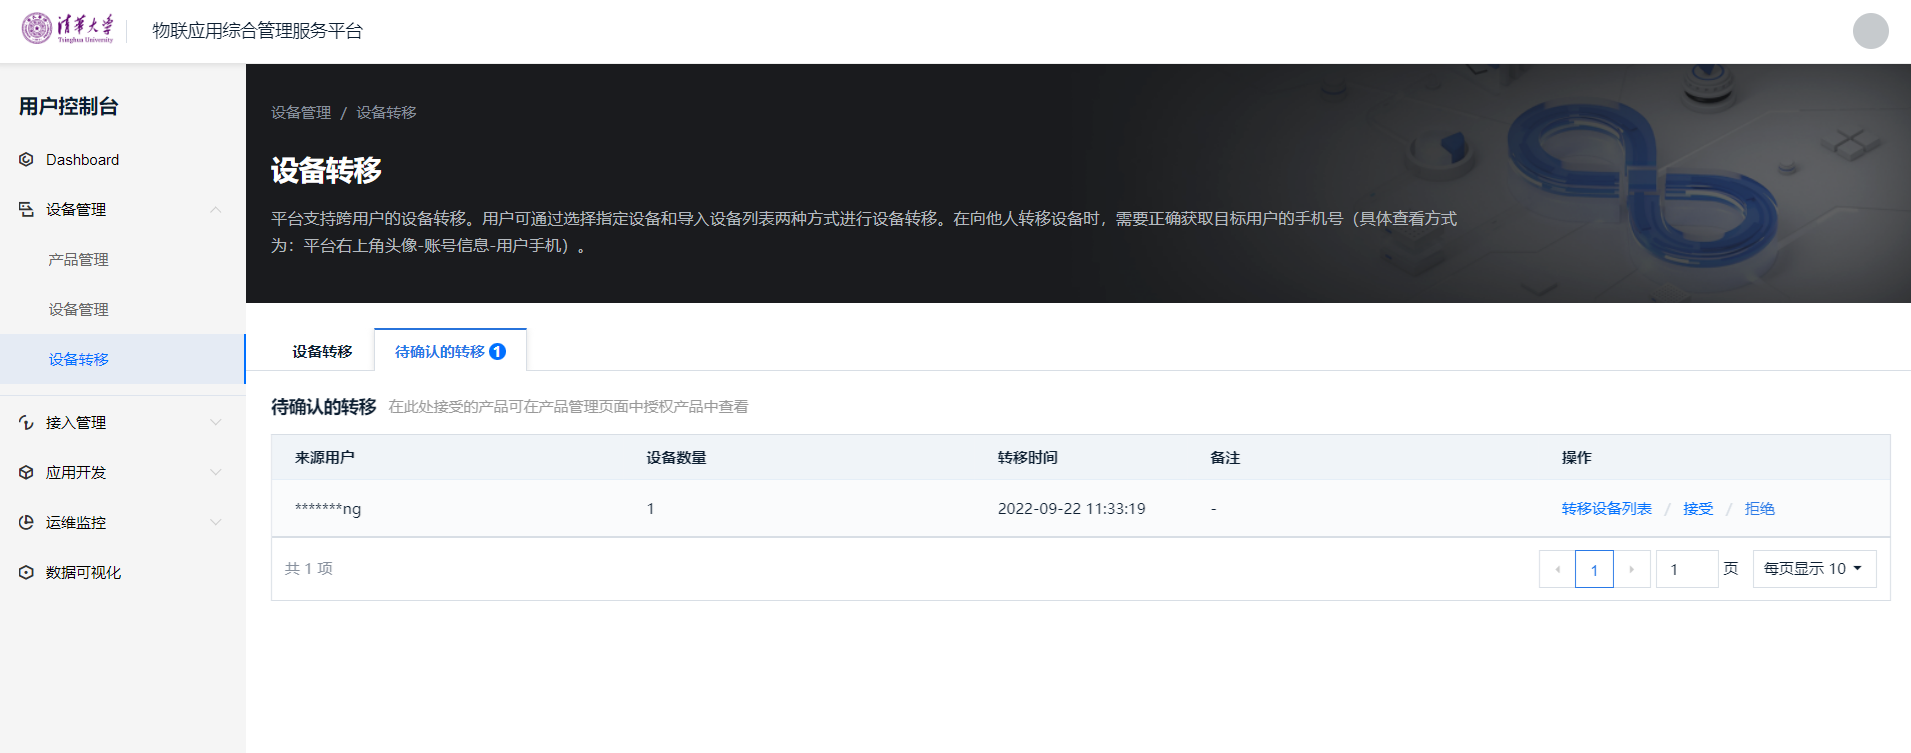 清华大学
Tsinghua University
物联应用综合管理服务平台
用户控制台
Dashboard
设备管理
产品管理
设备管理
设备转移
接入管理
应用开发
运维监控
数据可视化
设备管理 / 设备转移
设备转移
平台支持跨用户的设备转移。用户可通过选择指定设备和导入设备列表两种方式进行设备转移。在向他人转移设备时，需要正确获取目标用户的手机号（具体查看方式
为：平台右上角头像-账号信息-用户手机）。
设备转移 待确认的转移 1
待确认的转移 在此处接受的产品可在产品管理页面中授权产品中查看
来源用户 设备数量 转移时间 备注 操作
*******ng 1 2022-09-22 11:33:19 - 转移设备列表 / 接受 / 拒绝
共 1 项 1 1 页 每页显示 10